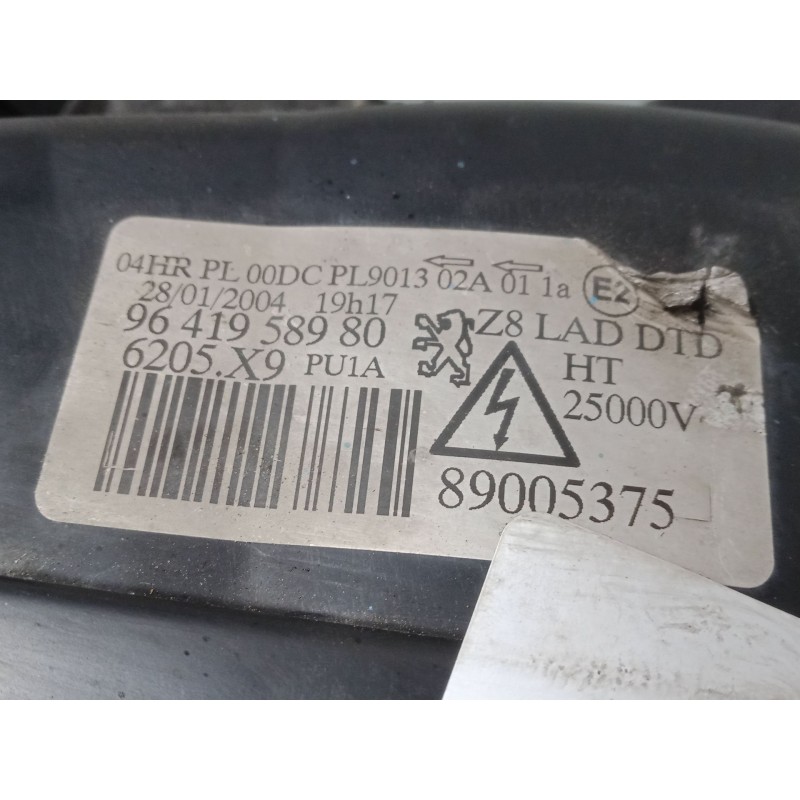 04HR PL 00DC PL9013 02A 01 1a E2
28/01/2004 19h17
96 419 589 80 Z8 LAD DTD
6205.X9 PU1A HT
25000V
89005375